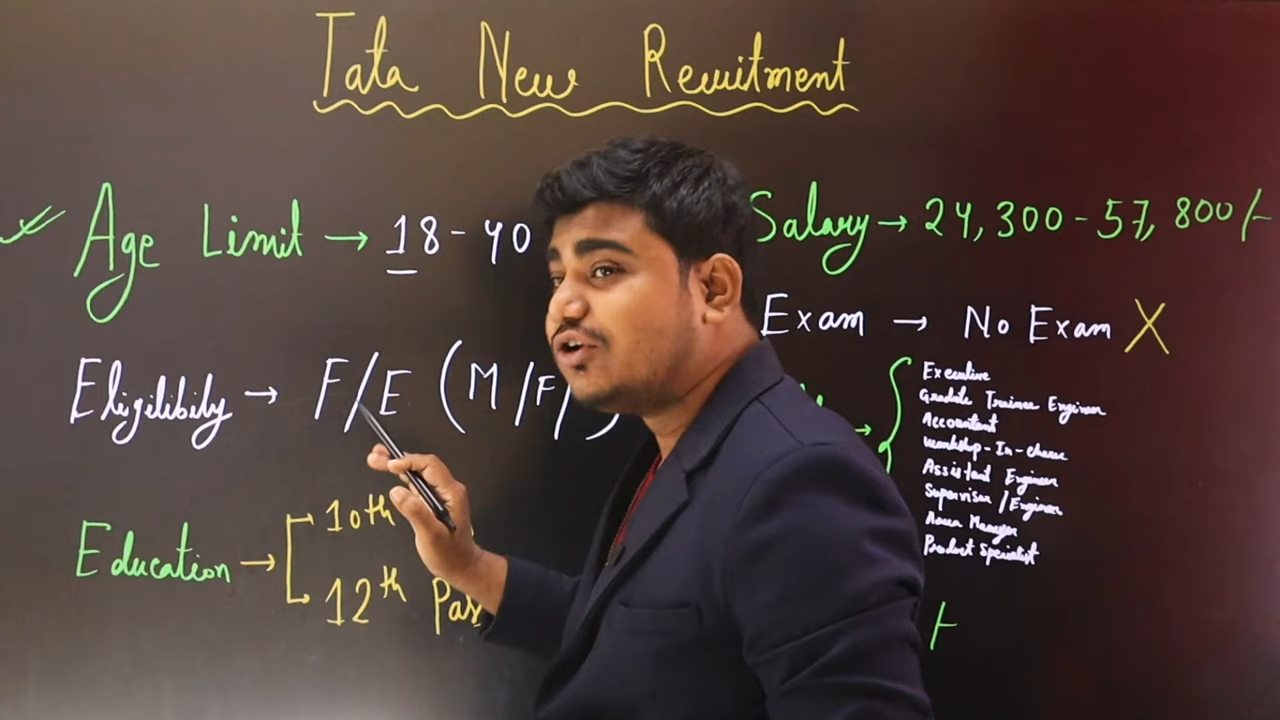 Tata New Recruitment
Age Limit → 18 - 40
Eligilibily → F/E (M/F/ )
Education → 10th
12th Pas
Salary → 24,300 - 57,800/-
Exam → No Exam X
Executive
Graduate Trainee Engineer
Accountant
Workshop-In-charge
Assistant Engineer
Supervisor/Engineer
Area Manager
Product Specialist